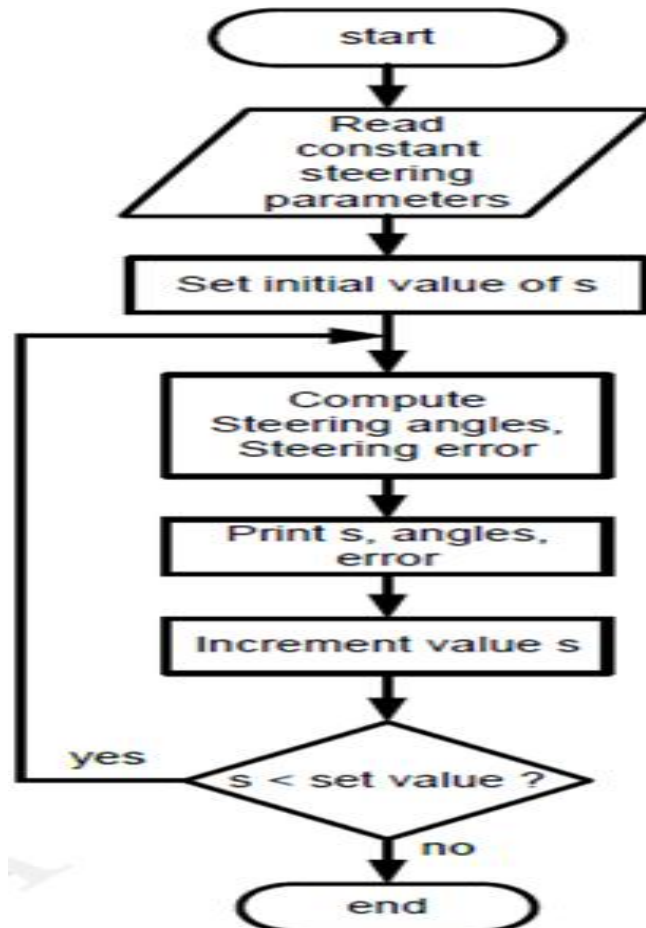 start
Read
constant
steering
parameters
Set initial value of s
Compute
Steering angles,
Steering error
Print s, angles,
error
Increment value s
yes
s < set value ?
no
end